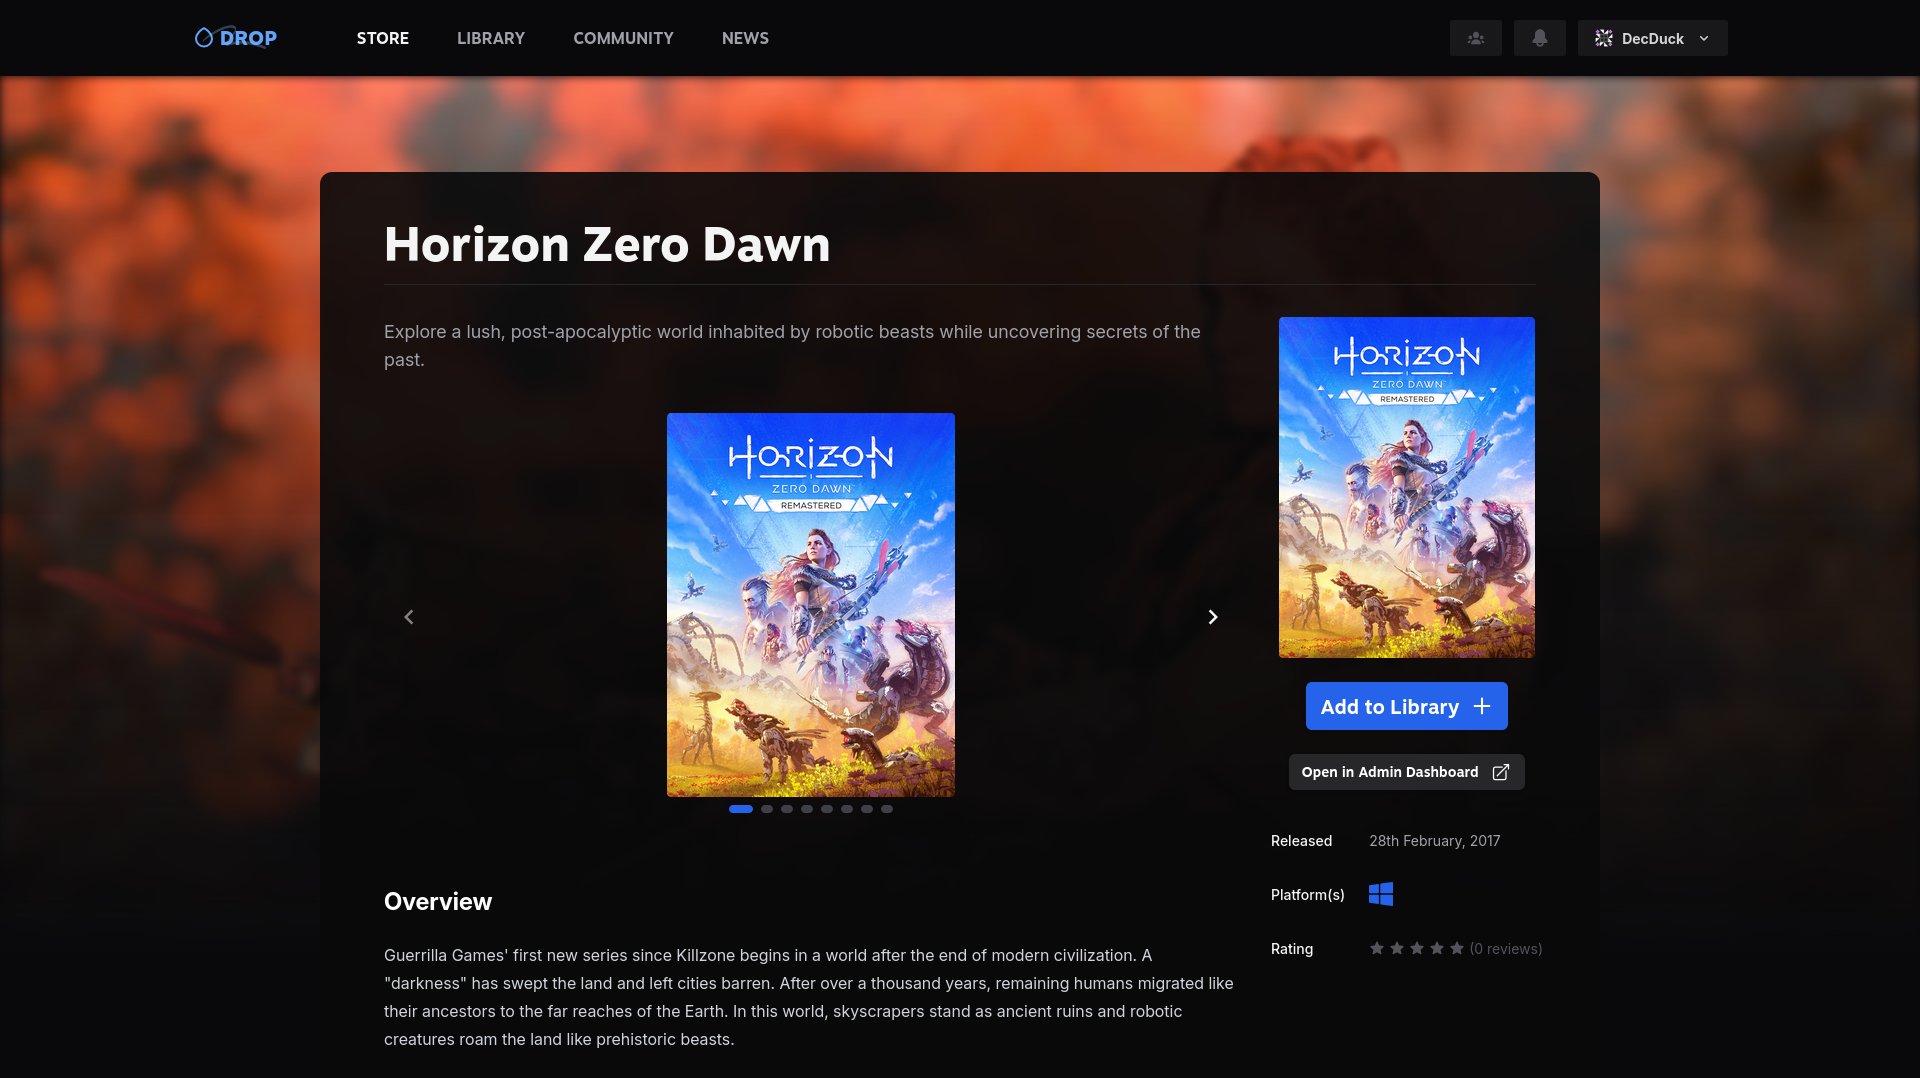 DROP
STORE
LIBRARY
COMMUNITY
NEWS
DecDuck
Horizon Zero Dawn
Explore a lush, post-apocalyptic world inhabited by robotic beasts while uncovering secrets of the
past.
HORIZON
ZERO DAWN
REMASTERED
HORIZON
ZERO DAWN
REMASTERED
Add to Library
Open in Admin Dashboard
Released
28th February, 2017
Platform(s)
Rating
(0 reviews)
Overview
Guerrilla Games' first new series since Killzone begins in a world after the end of modern civilization. A
"darkness" has swept the land and left cities barren. After over a thousand years, remaining humans migrated like
their ancestors to the far reaches of the Earth. In this world, skyscrapers stand as ancient ruins and robotic
creatures roam the land like prehistoric beasts.